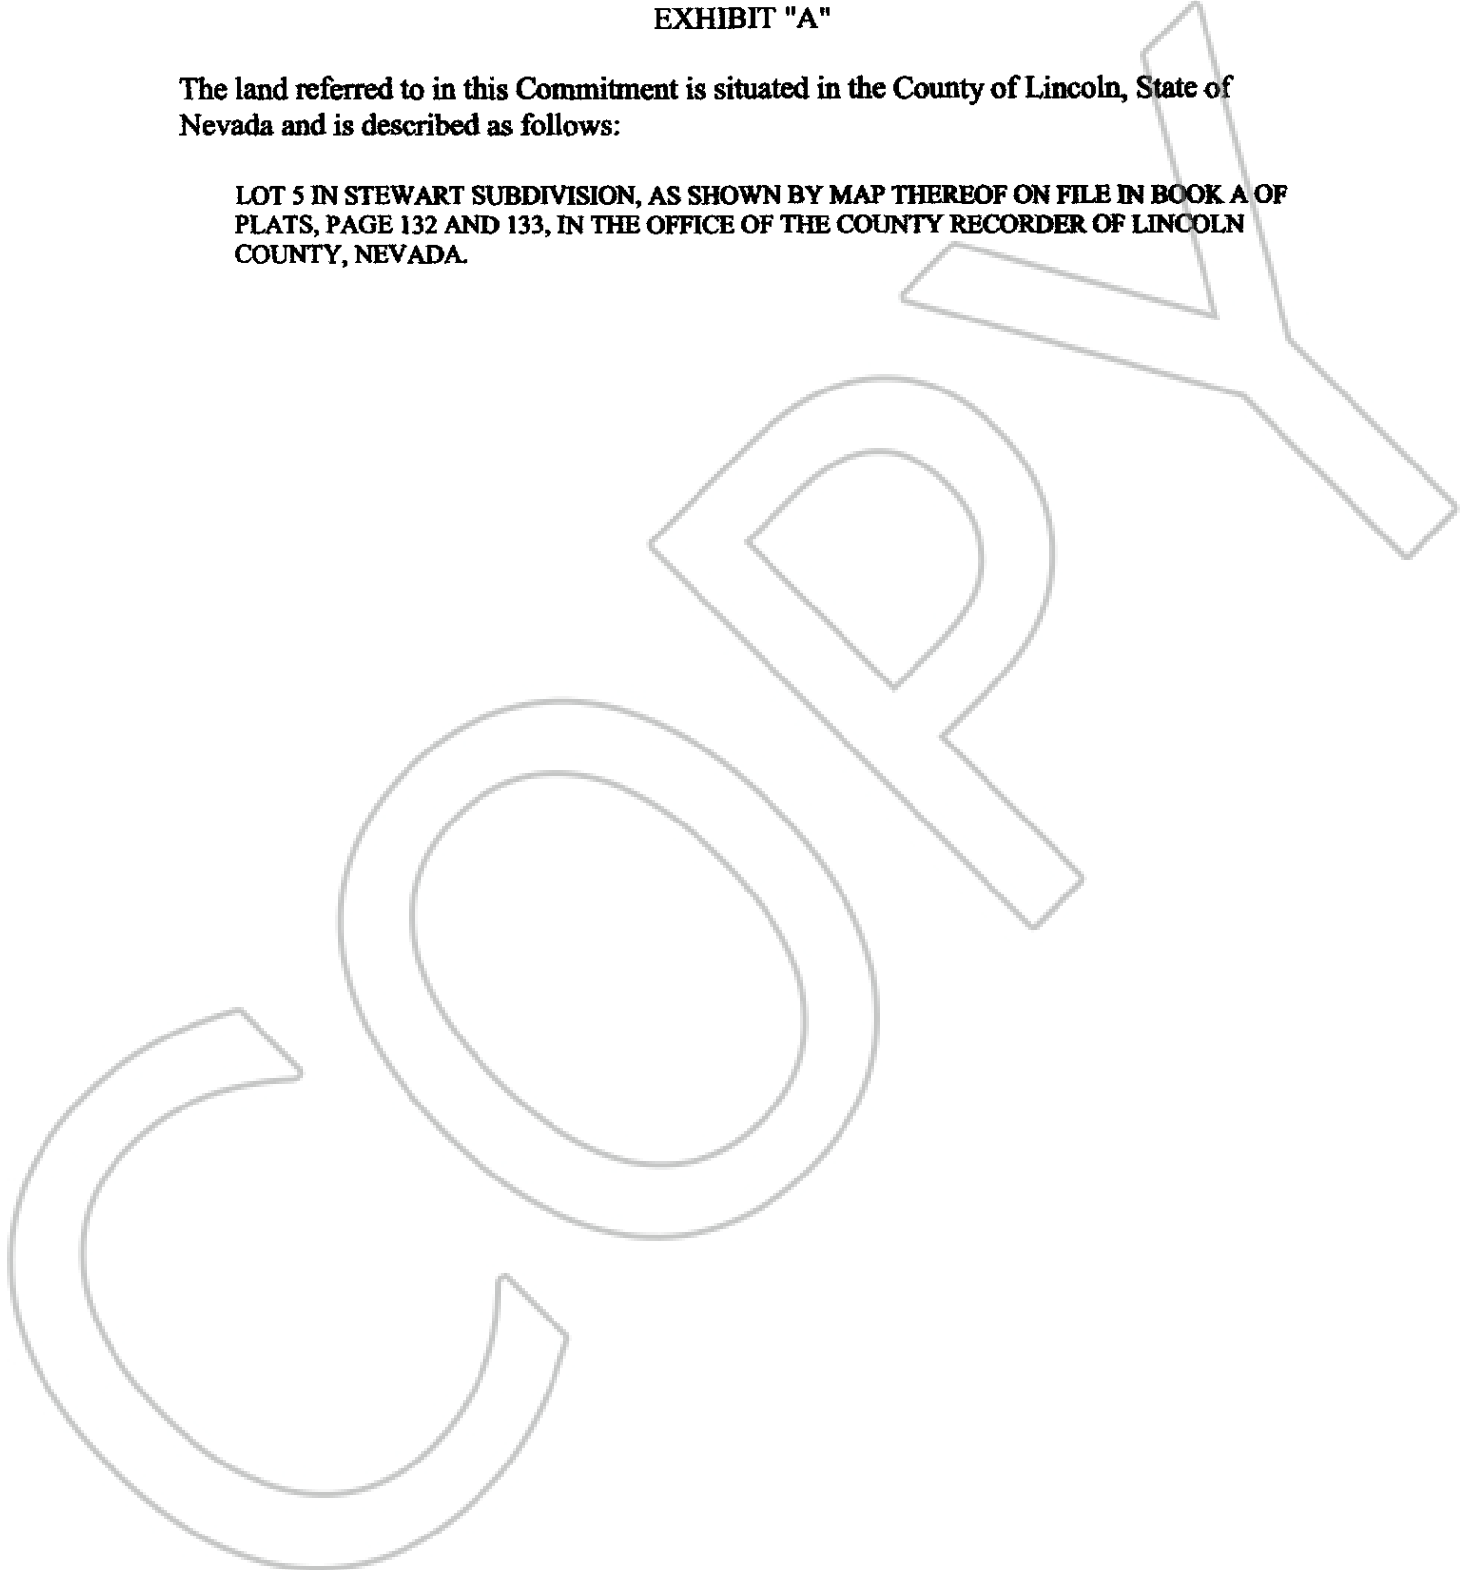 EXHIBIT "A"
The land referred to in this Commitment is situated in the County of Lincoln, State of
Nevada and is described as follows:
LOT 5 IN STEWART SUBDIVISION, AS SHOWN BY MAP THEREOF ON FILE IN BOOK A OF
PLATS, PAGE 132 AND 133, IN THE OFFICE OF THE COUNTY RECORDER OF LINCOLN
COUNTY, NEVADA.
COPY